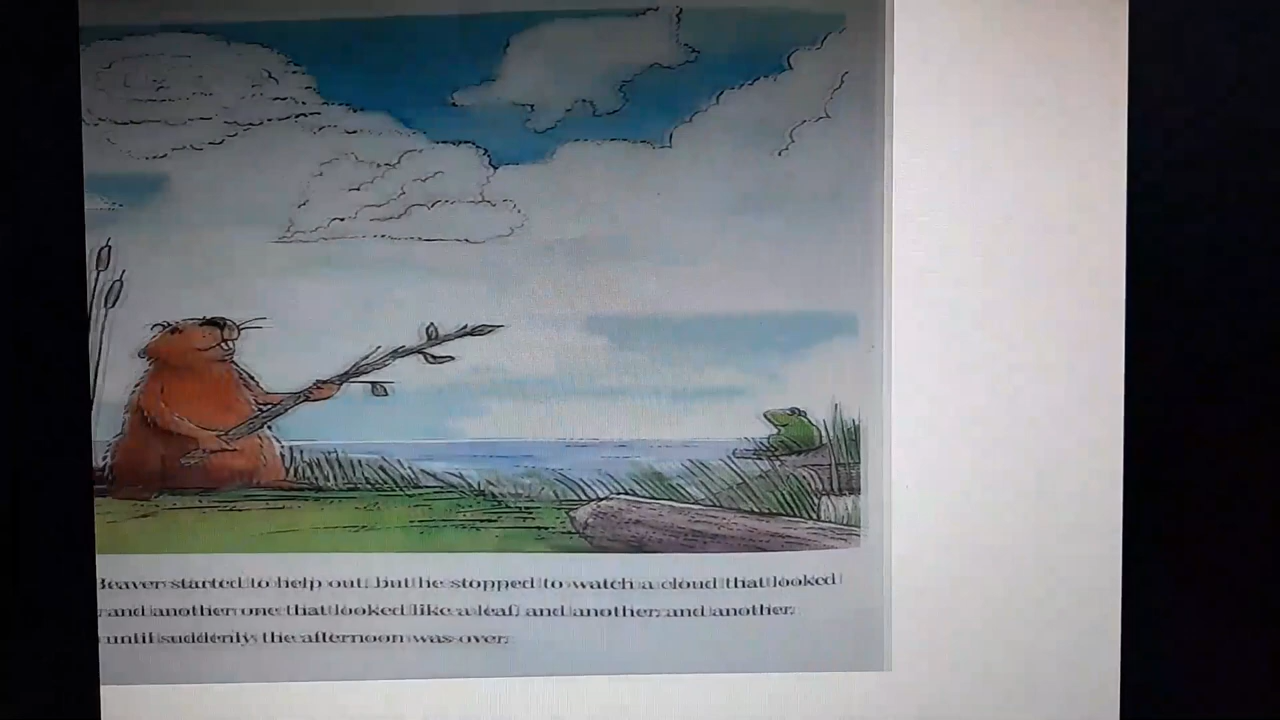 Beaver started to help out, but he stopped to watch a cloud that looked
and another one that looked like a leaf, and another, and another,
until suddenly the afternoon was over.